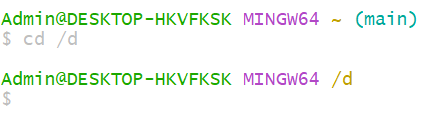 Admin@DESKTOP-HKVFKSK MINGW64 ~ (main)
$ cd /d
Admin@DESKTOP-HKVFKSK MINGW64 /d
$